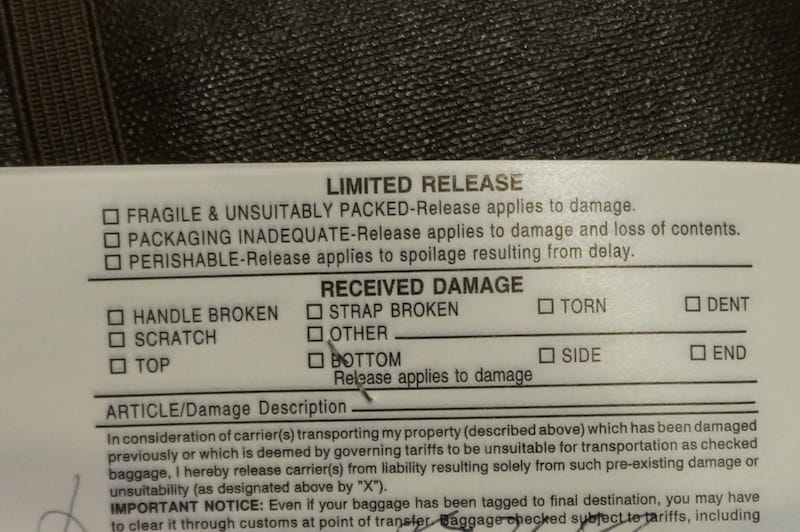 LIMITED RELEASE
☐ FRAGILE & UNSUITABLY PACKED-Release applies to damage.
☐ PACKAGING INADEQUATE-Release applies to damage and loss of contents.
☐ PERISHABLE-Release applies to spoilage resulting from delay.
RECEIVED DAMAGE
☐ HANDLE BROKEN ☐ STRAP BROKEN ☐ TORN ☐ DENT
☐ SCRATCH ☐ OTHER
☐ TOP ☐ BOTTOM ☐ SIDE ☐ END
Release applies to damage
ARTICLE/Damage Description
In consideration of carrier(s) transporting my property (described above) which has been damaged
previously or which is deemed by governing tariffs to be unsuitable for transportation as checked
baggage, I hereby release carrier(s) from liability resulting solely from such pre-existing damage or
unsuitability (as designated above by "X").
IMPORTANT NOTICE: Even if your baggage has been tagged to final destination, you may have
to clear it through customs at point of transfer. Baggage checked subject to tariffs, including